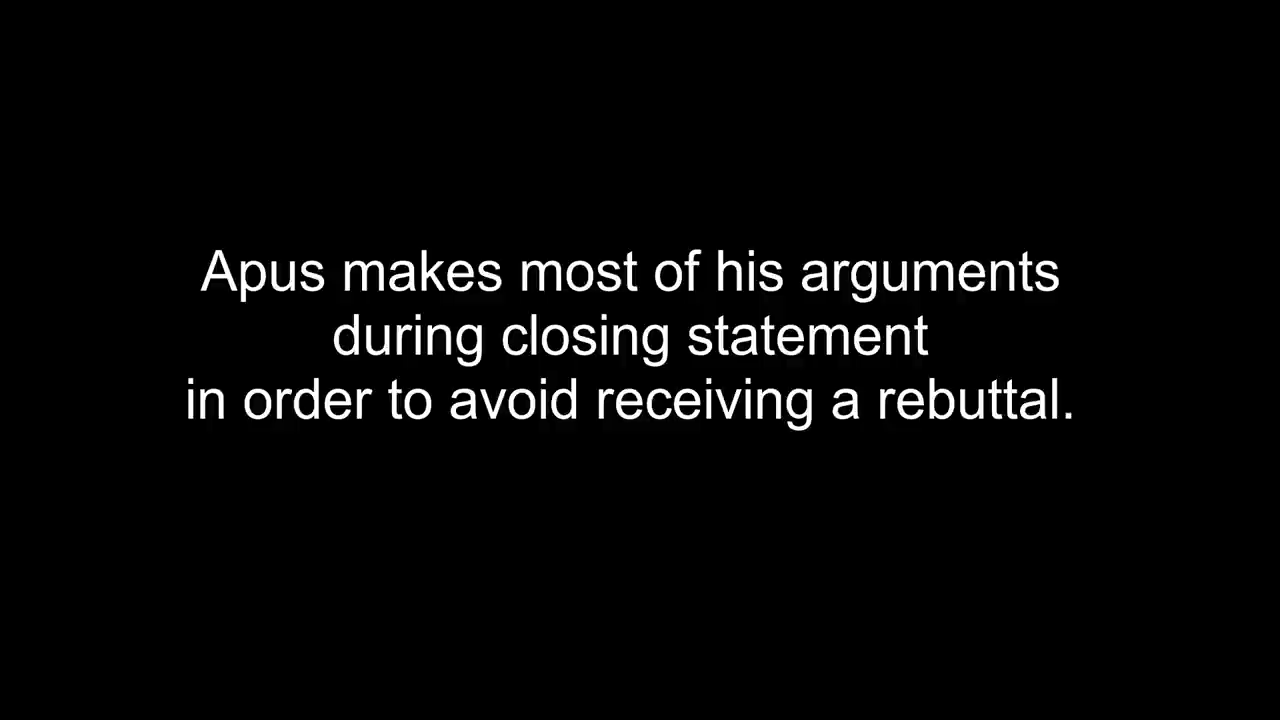 Apus makes most of his arguments
during closing statement
in order to avoid receiving a rebuttal.